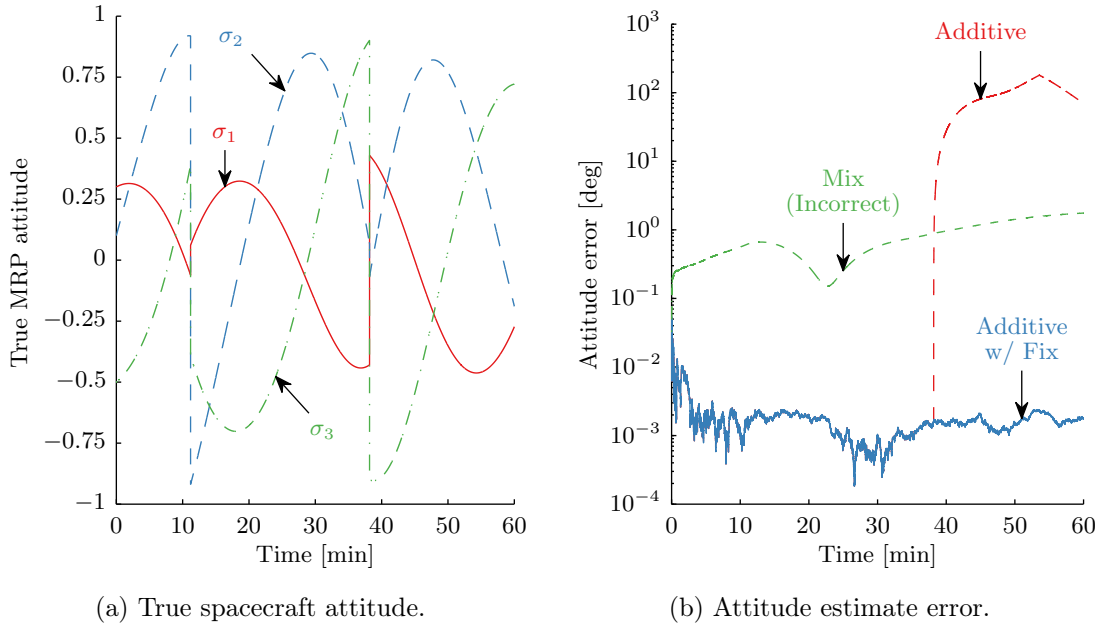 1
0.75
0.5
0.25
0
−0.25
−0.5
−0.75
−1
True MRP attitude
σ2
σ1
σ3
0 10 20 30 40 50 60
Time [min]
(a) True spacecraft attitude.
10^3
10^2
10^1
10^0
10^−1
10^−2
10^−3
10^−4
Attitude error [deg]
Additive
Mix
(Incorrect)
Additive
w/ Fix
0 10 20 30 40 50 60
Time [min]
(b) Attitude estimate error.